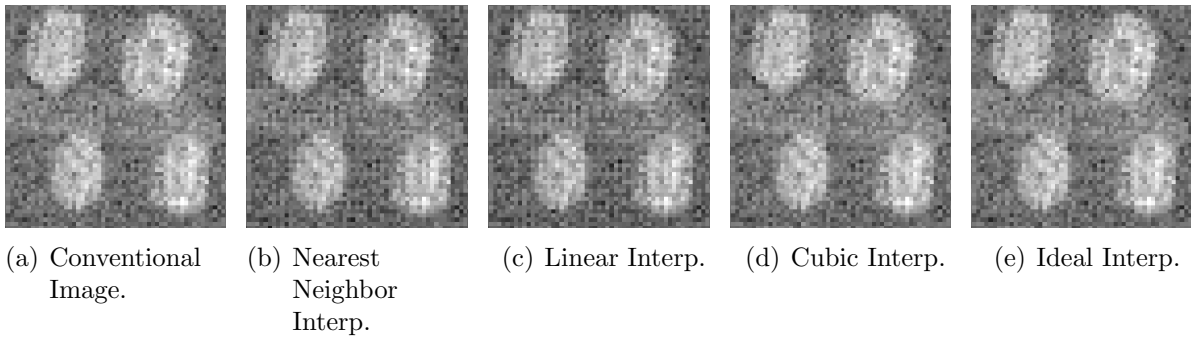 (a) Conventional
Image.
(b) Nearest
Neighbor
Interp.
(c) Linear Interp.
(d) Cubic Interp.
(e) Ideal Interp.